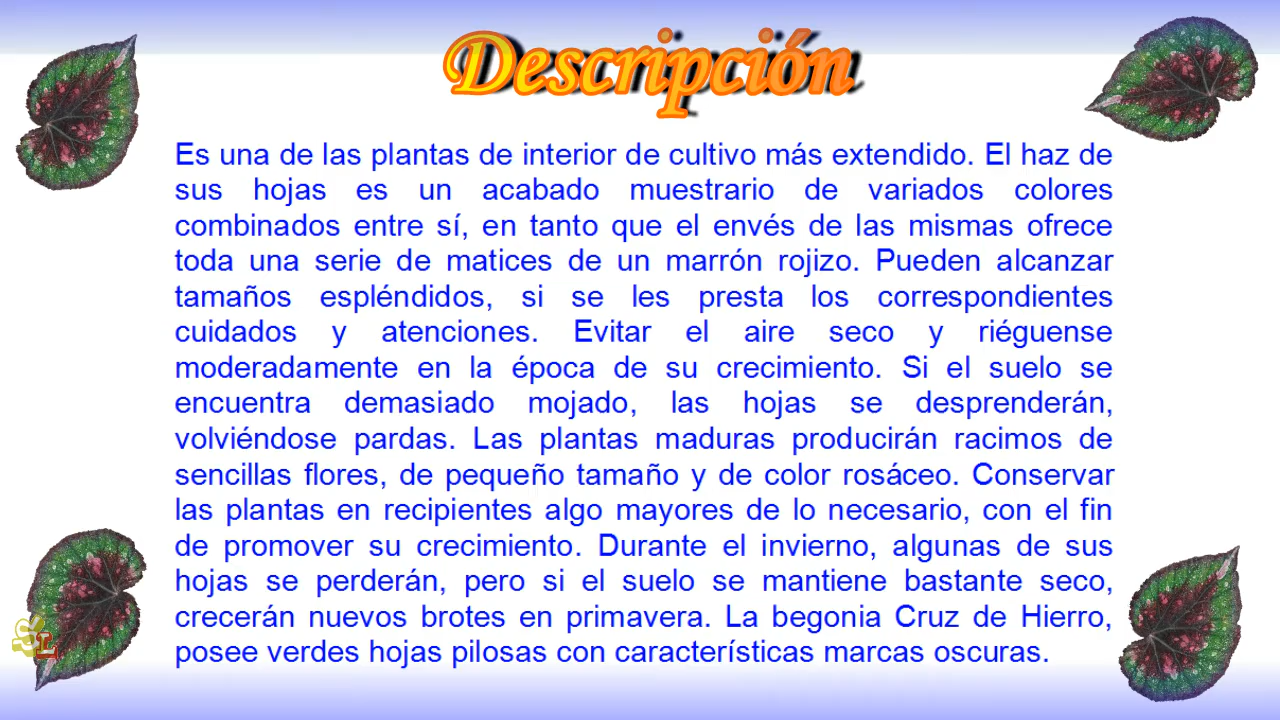 Descripción
Es una de las plantas de interior de cultivo más extendido. El haz de
sus hojas es un acabado muestrario de variados colores
combinados entre sí, en tanto que el envés de las mismas ofrece
toda una serie de matices de un marrón rojizo. Pueden alcanzar
tamaños espléndidos, si se les presta los correspondientes
cuidados y atenciones. Evitar el aire seco y riéguense
moderadamente en la época de su crecimiento. Si el suelo se
encuentra demasiado mojado, las hojas se desprenderán,
volviéndose pardas. Las plantas maduras producirán racimos de
sencillas flores, de pequeño tamaño y de color rosáceo. Conservar
las plantas en recipientes algo mayores de lo necesario, con el fin
de promover su crecimiento. Durante el invierno, algunas de sus
hojas se perderán, pero si el suelo se mantiene bastante seco,
crecerán nuevos brotes en primavera. La begonia Cruz de Hierro,
posee verdes hojas pilosas con características marcas oscuras.
SL